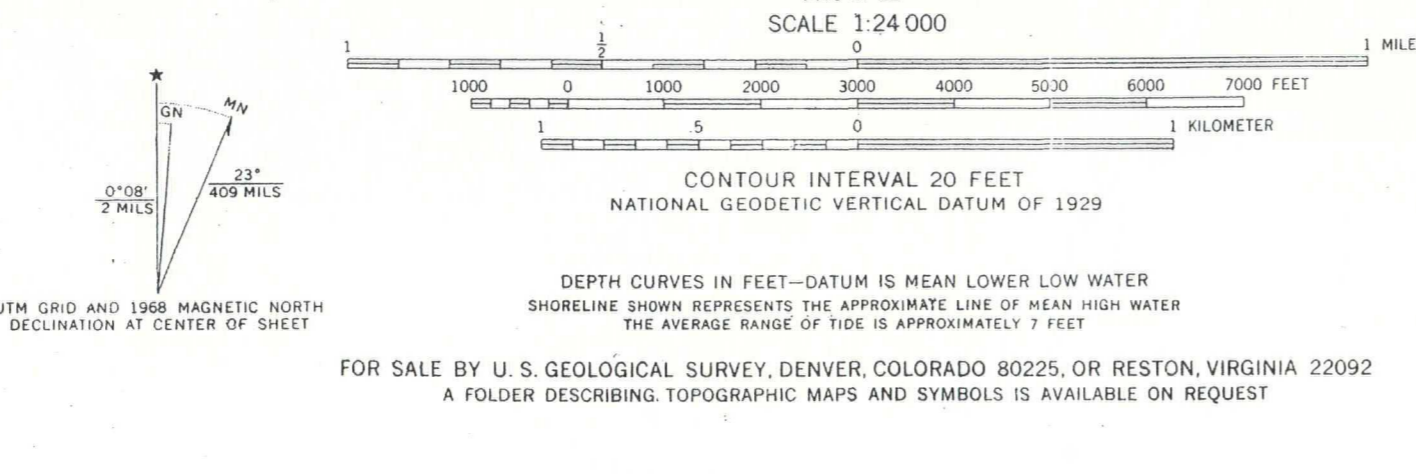 SCALE 1:24 000
1 1/2 0 1 MILE
1000 0 1000 2000 3000 4000 5000 6000 7000 FEET
1 .5 0 1 KILOMETER
CONTOUR INTERVAL 20 FEET
NATIONAL GEODETIC VERTICAL DATUM OF 1929
DEPTH CURVES IN FEET—DATUM IS MEAN LOWER LOW WATER
SHORELINE SHOWN REPRESENTS THE APPROXIMATE LINE OF MEAN HIGH WATER
THE AVERAGE RANGE OF TIDE IS APPROXIMATELY 7 FEET
★
GN
MN
0°08'
2 MILS
23°
409 MILS
UTM GRID AND 1968 MAGNETIC NORTH
DECLINATION AT CENTER OF SHEET
FOR SALE BY U. S. GEOLOGICAL SURVEY, DENVER, COLORADO 80225, OR RESTON, VIRGINIA 22092
A FOLDER DESCRIBING. TOPOGRAPHIC MAPS AND SYMBOLS IS AVAILABLE ON REQUEST